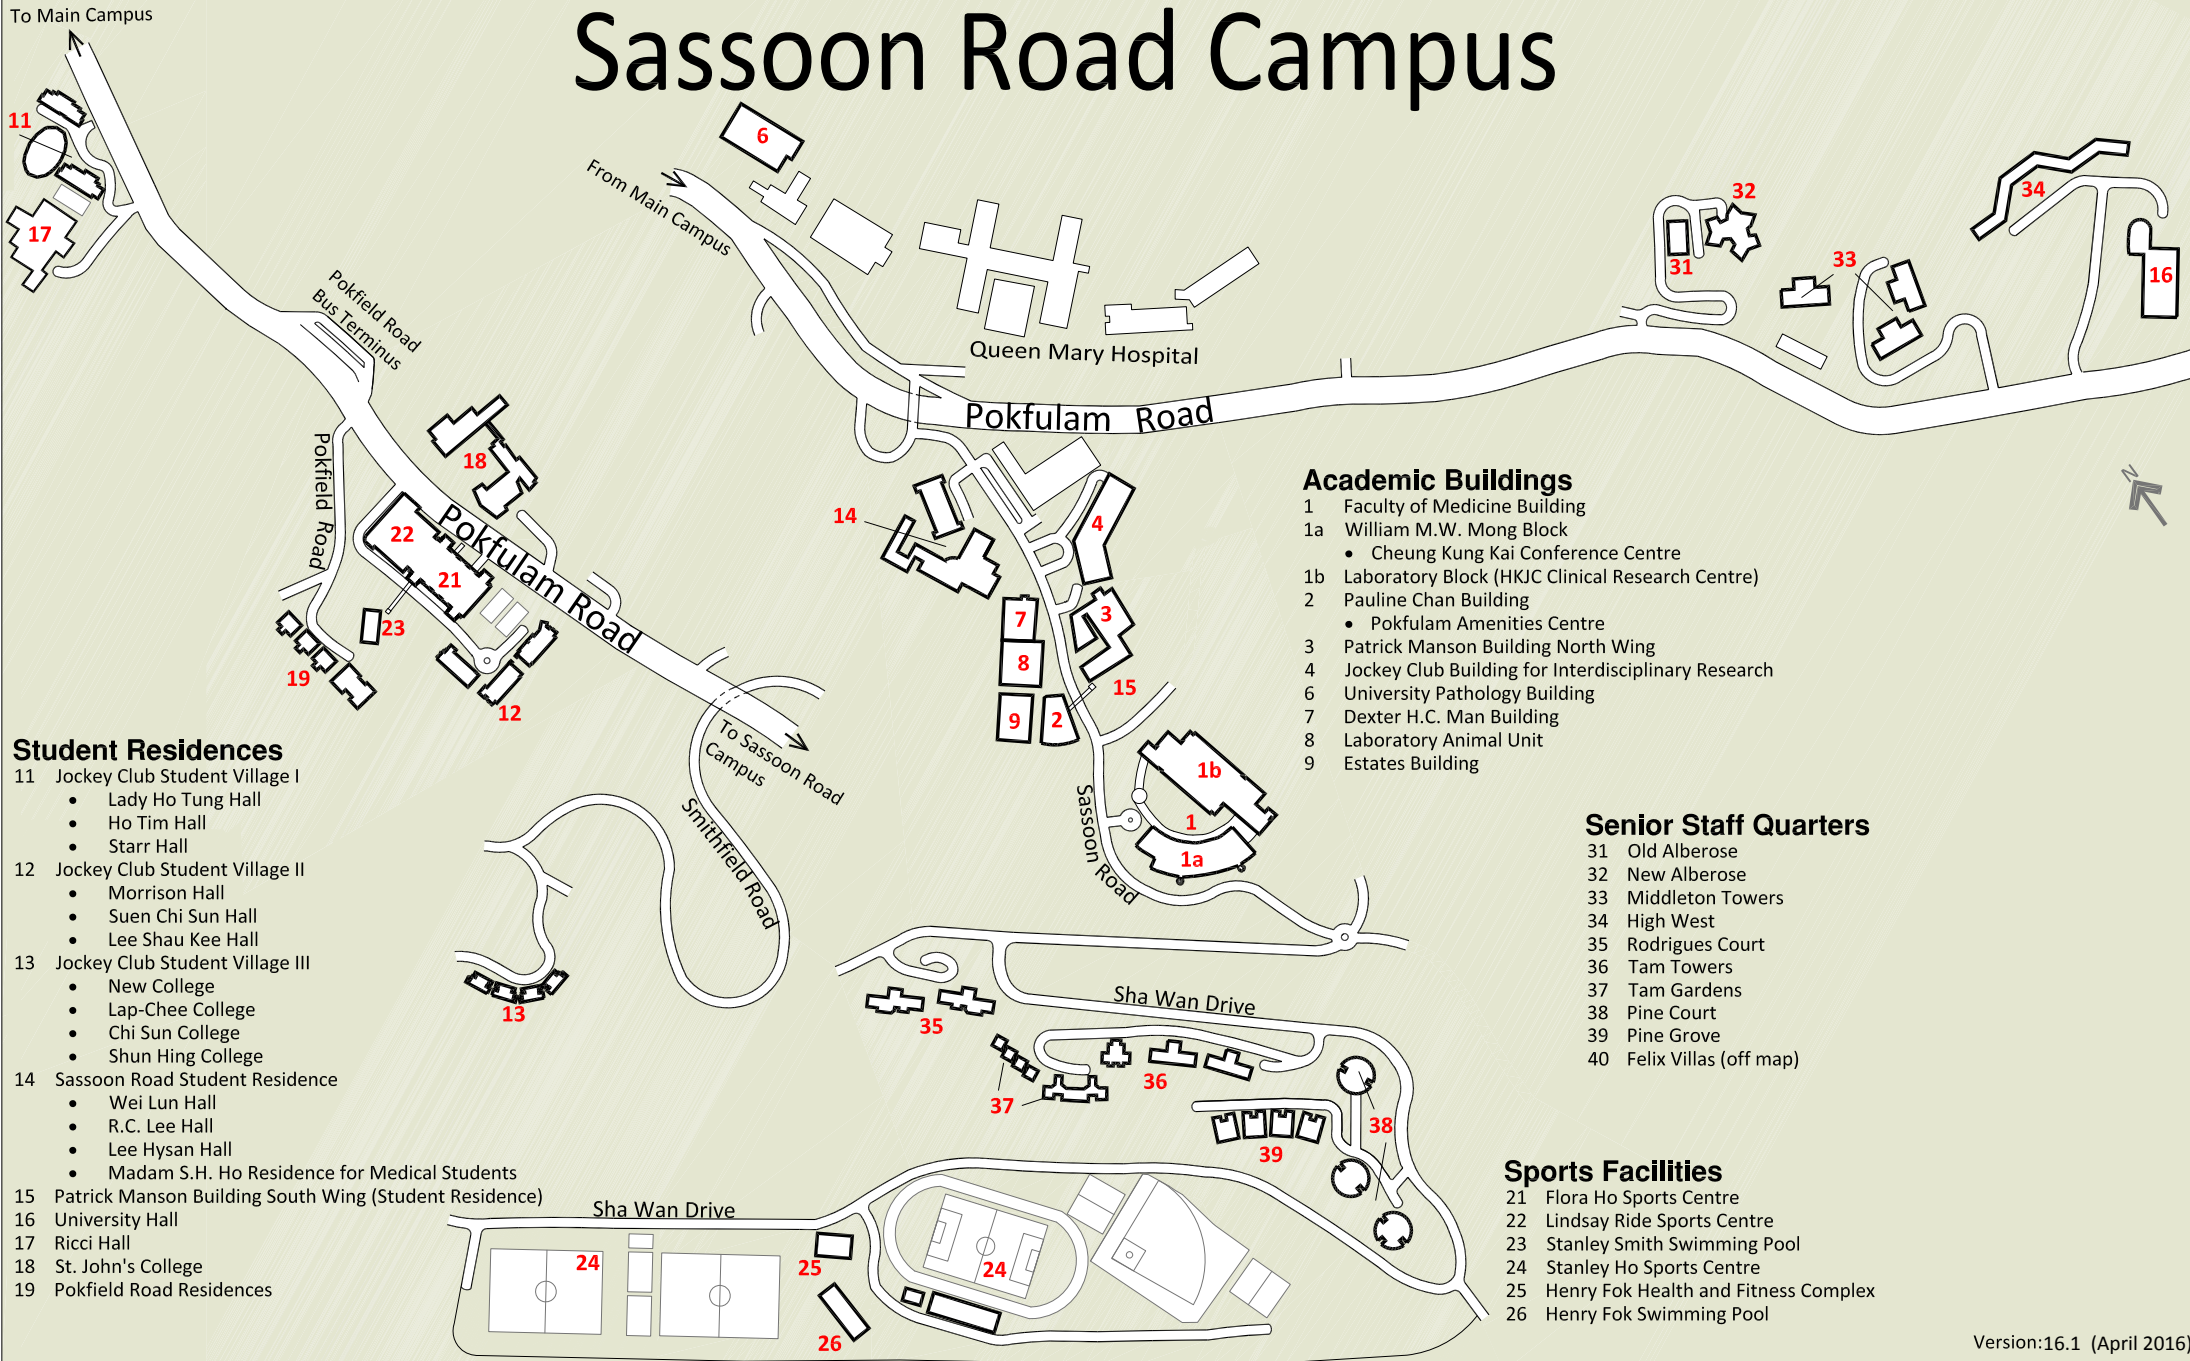 Sassoon Road Campus
To Main Campus
11
17
6
From Main Campus
Pokfield Road
Bus Terminus
Queen Mary Hospital
32
31
33
34
16
Pokfulam Road
Pokfield Road
18
22
21
Pokfulam Road
23
19
12
To Sassoon Road
Campus
Smithfield Road
13
14
4
7
3
8
15
9
2
1b
1
1a
Sassoon Road
N
Academic Buildings
1 Faculty of Medicine Building
1a William M.W. Mong Block
• Cheung Kung Kai Conference Centre
1b Laboratory Block (HKJC Clinical Research Centre)
2 Pauline Chan Building
• Pokfulam Amenities Centre
3 Patrick Manson Building North Wing
4 Jockey Club Building for Interdisciplinary Research
6 University Pathology Building
7 Dexter H.C. Man Building
8 Laboratory Animal Unit
9 Estates Building
Student Residences
11 Jockey Club Student Village I
• Lady Ho Tung Hall
• Ho Tim Hall
• Starr Hall
12 Jockey Club Student Village II
• Morrison Hall
• Suen Chi Sun Hall
• Lee Shau Kee Hall
13 Jockey Club Student Village III
• New College
• Lap-Chee College
• Chi Sun College
• Shun Hing College
14 Sassoon Road Student Residence
• Wei Lun Hall
• R.C. Lee Hall
• Lee Hysan Hall
• Madam S.H. Ho Residence for Medical Students
15 Patrick Manson Building South Wing (Student Residence)
16 University Hall
17 Ricci Hall
18 St. John's College
19 Pokfield Road Residences
Senior Staff Quarters
31 Old Alberose
32 New Alberose
33 Middleton Towers
34 High West
35 Rodrigues Court
36 Tam Towers
37 Tam Gardens
38 Pine Court
39 Pine Grove
40 Felix Villas (off map)
Sha Wan Drive
35
36
37
38
39
Sha Wan Drive
24
25
24
26
Sports Facilities
21 Flora Ho Sports Centre
22 Lindsay Ride Sports Centre
23 Stanley Smith Swimming Pool
24 Stanley Ho Sports Centre
25 Henry Fok Health and Fitness Complex
26 Henry Fok Swimming Pool
Version:16.1 (April 2016)